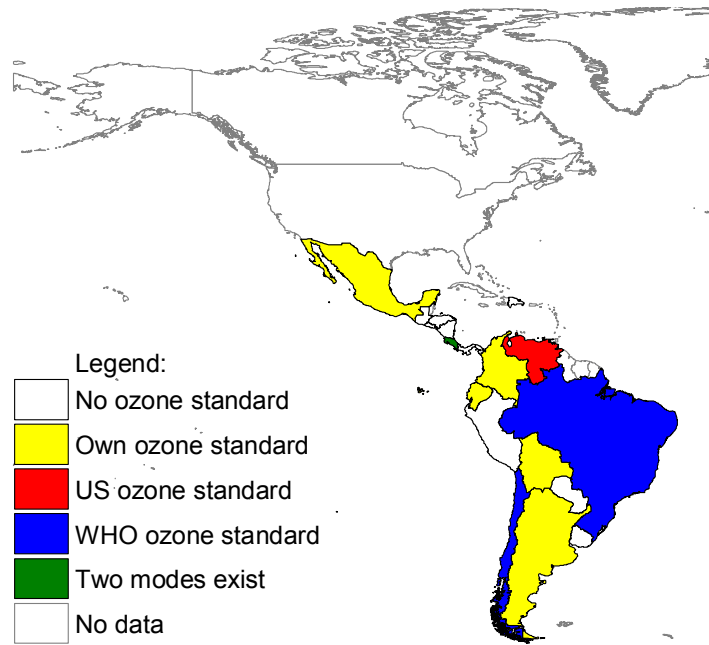 Legend:
No ozone standard
Own ozone standard
US ozone standard
WHO ozone standard
Two modes exist
No data